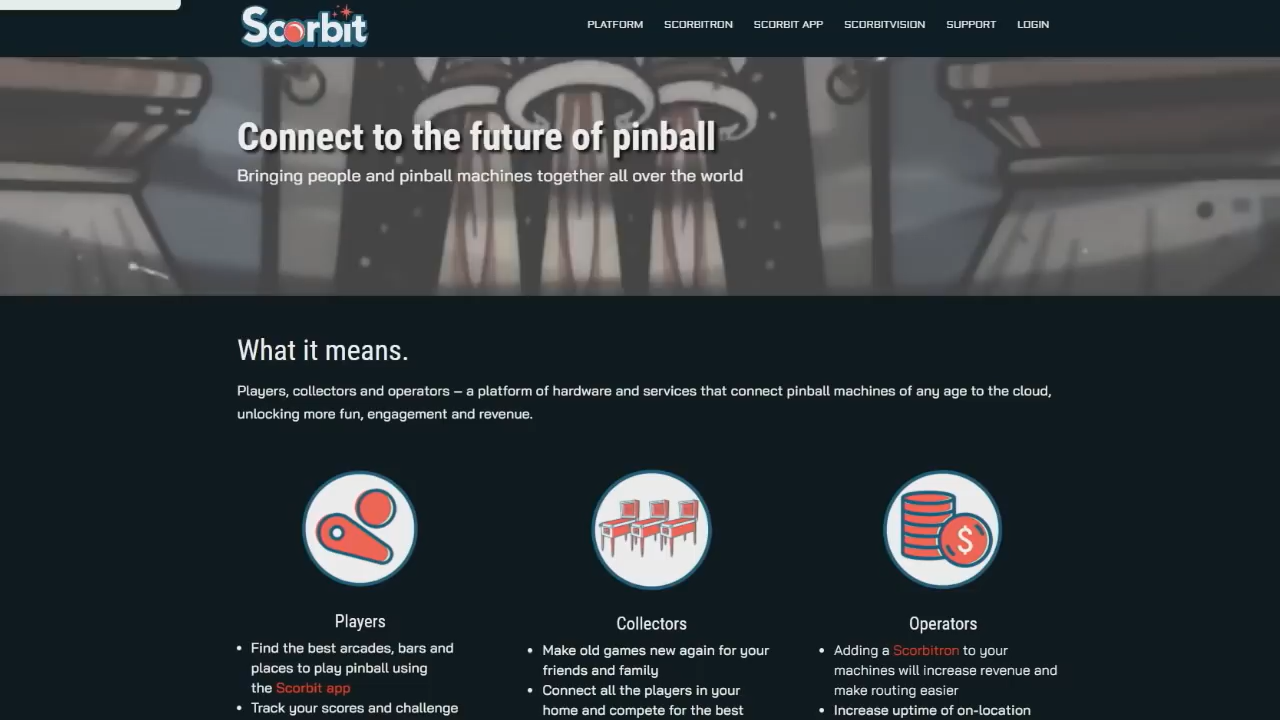 Scorbit
PLATFORM SCORBITRON SCORBIT APP SCORBITVISION SUPPORT LOGIN
Connect to the future of pinball
Bringing people and pinball machines together all over the world
What it means.
Players, collectors and operators – a platform of hardware and services that connect pinball machines of any age to the cloud,
unlocking more fun, engagement and revenue.
$
Players
• Find the best arcades, bars and
places to play pinball using
the Scorbit app
• Track your scores and challenge
Collectors
• Make old games new again for your
friends and family
• Connect all the players in your
home and compete for the best
Operators
• Adding a Scorbitron to your
machines will increase revenue and
make routing easier
• Increase uptime of on-location